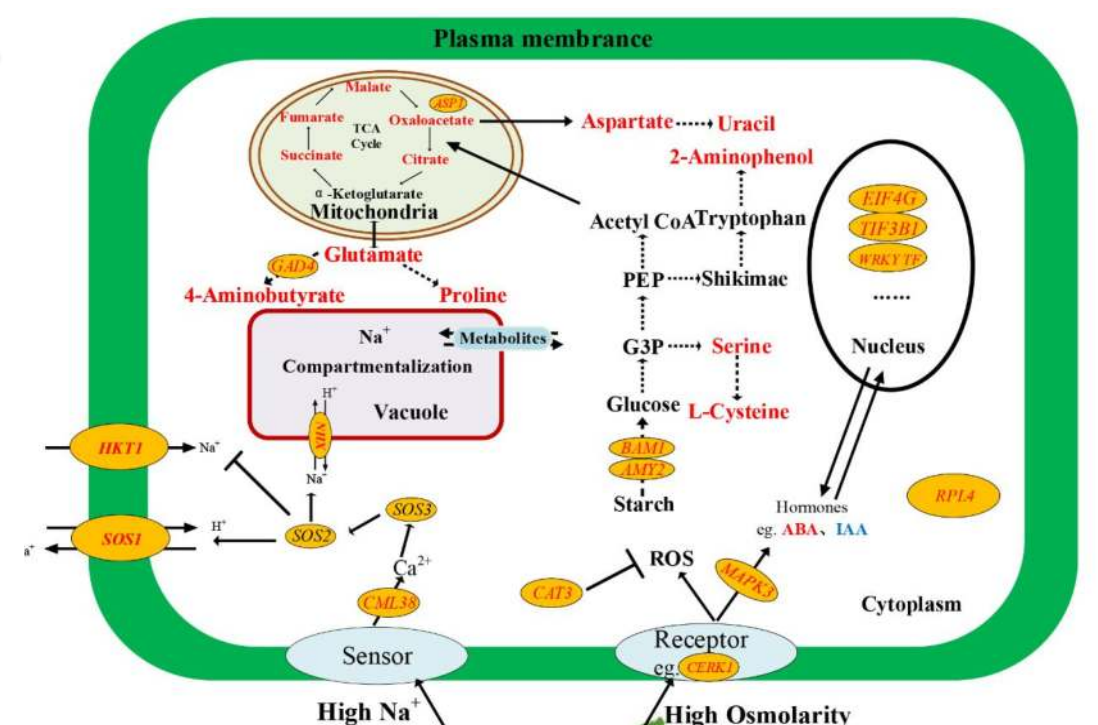 Plasma membrance
Malate
ASP1
Fumarate
Oxaloacetate
TCA
Cycle
Succinate
Citrate
α -Ketoglutarate
Mitochondria
Aspartate
Uracil
2-Aminophenol
Acetyl CoA
Tryptophan
EIF4G
TIF3B1
WRKY TF
......
Nucleus
Glutamate
GAD4
4-Aminobutyrate
Proline
PEP
Shikimac
Na+
Metabolites
Compartmentalization
Vacuole
G3P
Serine
Glucose
L-Cysteine
H+
NHX
Na+
BAM1
AMY2
Starch
HKT1
Na+
SOS1
H+
a+
SOS2
SOS3
Ca2+
CML38
Sensor
High Na+
Hormones
eg. ABA、IAA
RPL4
ROS
CAT3
MAPK3
Cytoplasm
Receptor
eg. CERK1
High Osmolarity